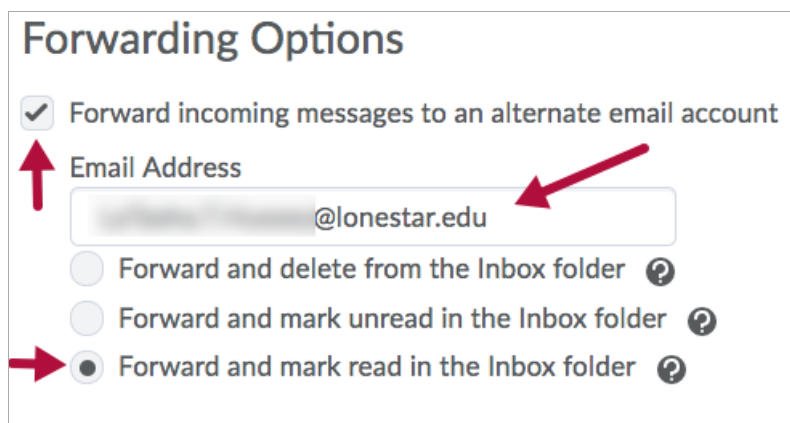 Forwarding Options
Forward incoming messages to an alternate email account
Email Address
@lonestar.edu
Forward and delete from the Inbox folder ?
Forward and mark unread in the Inbox folder ?
Forward and mark read in the Inbox folder ?